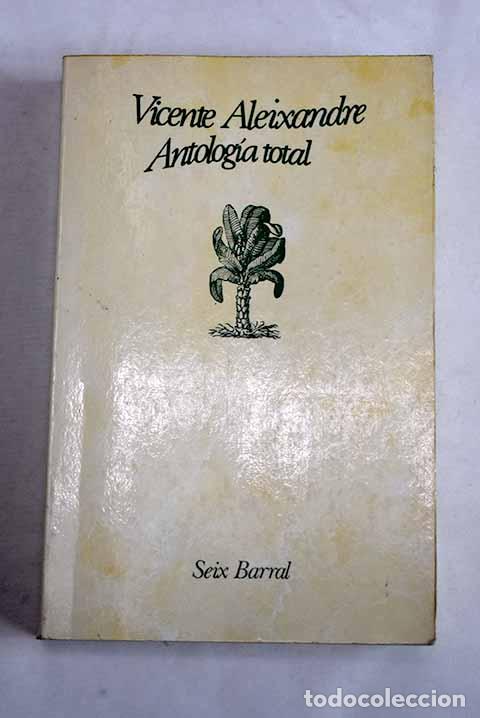 Vicente Aleixandre
Antología total
Seix Barral
todocoleccion